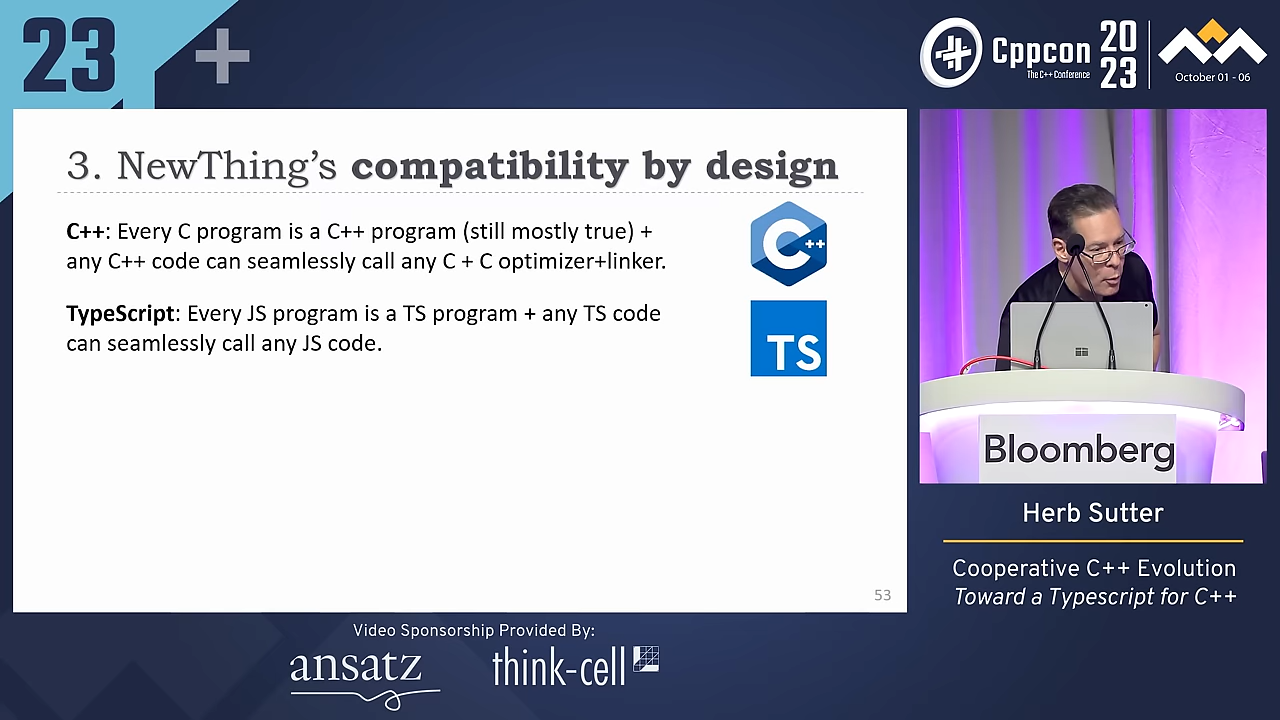 23
Cppcon
The C++ Conference
20
23
October 01 - 06
3. NewThing's compatibility by design
C++: Every C program is a C++ program (still mostly true) +
any C++ code can seamlessly call any C + C optimizer+linker.
C++
TypeScript: Every JS program is a TS program + any TS code
can seamlessly call any JS code.
TS
53
Bloomberg
Herb Sutter
Cooperative C++ Evolution
Toward a Typescript for C++
Video Sponsorship Provided By:
ansatz
think-cell